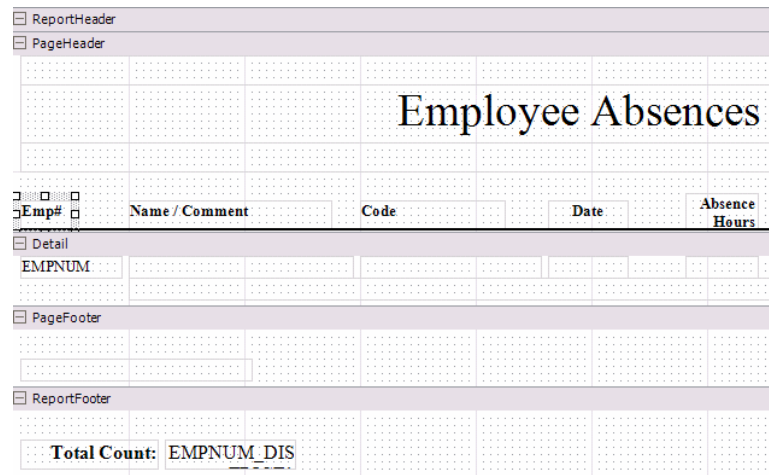 ReportHeader
PageHeader
Employee Absences
Emp# Name / Comment Code Date Absence Hours
Detail
EMPNUM
PageFooter
ReportFooter
Total Count: EMPNUM_DIS